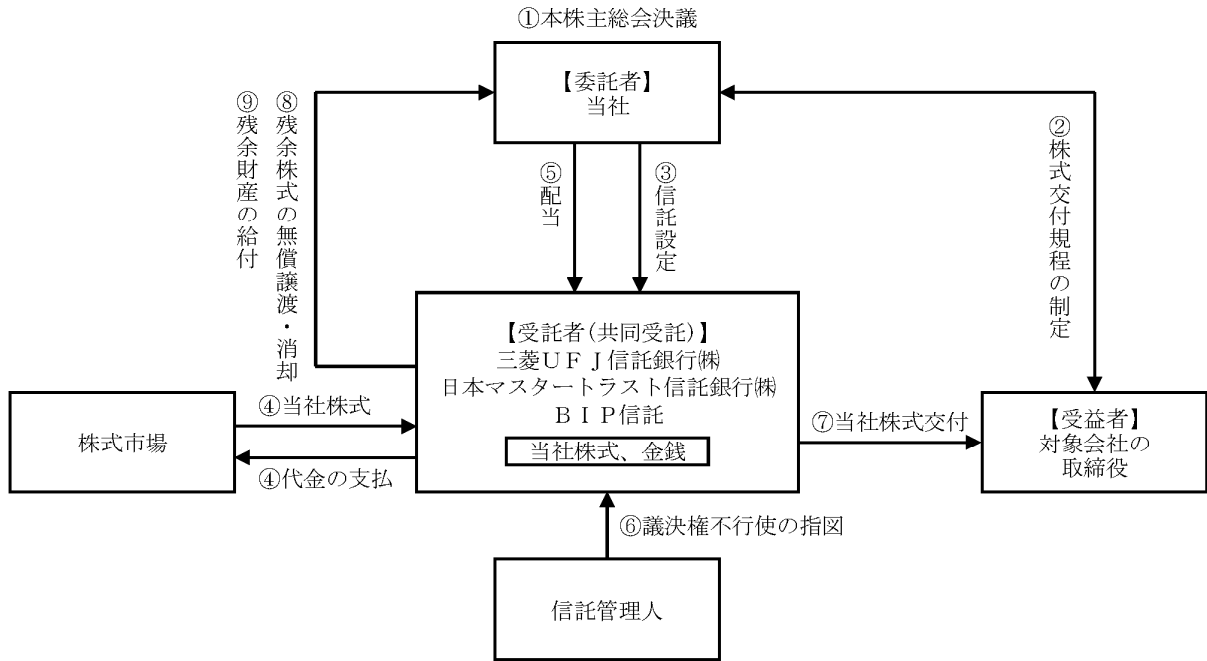 ①本株主総会決議
【委託者】
当社
⑨残余財産の給付
⑧残余株式の無償譲渡・消却
⑤配当
③信託設定
②株式交付規程の制定
【受託者(共同受託)】
三菱UFJ信託銀行㈱
日本マスタートラスト信託銀行㈱
BIP信託
当社株式、金銭
株式市場
④当社株式
④代金の支払
⑦当社株式交付
【受益者】
対象会社の
取締役
⑥議決権不行使の指図
信託管理人